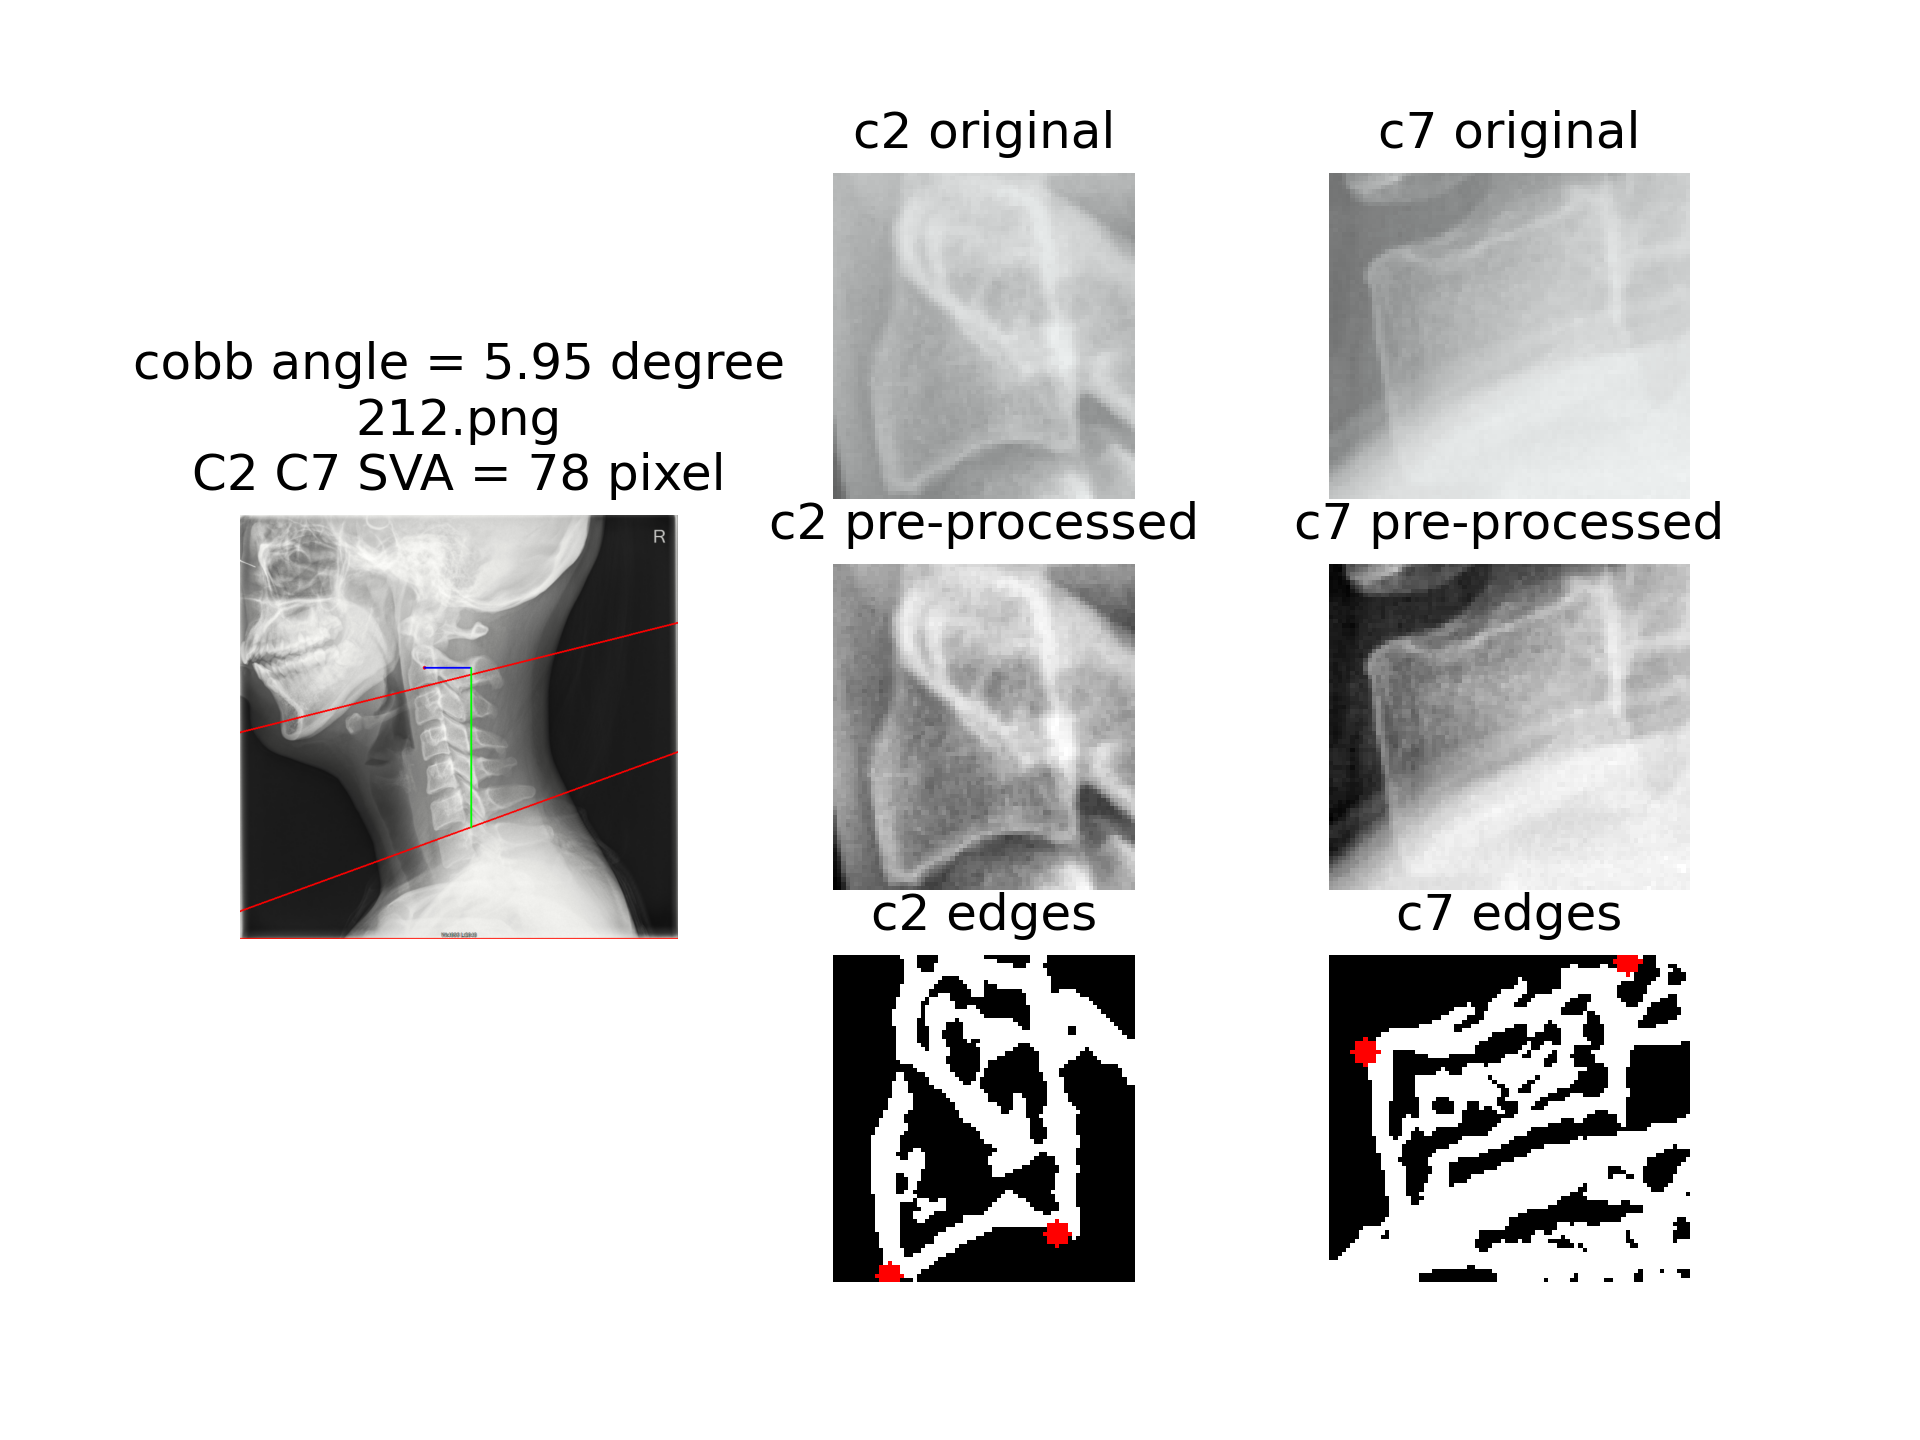 cobb angle = 5.95 degree
212.png
C2 C7 SVA = 78 pixel
R
c2 original
c7 original
c2 pre-processed
c7 pre-processed
c2 edges
c7 edges